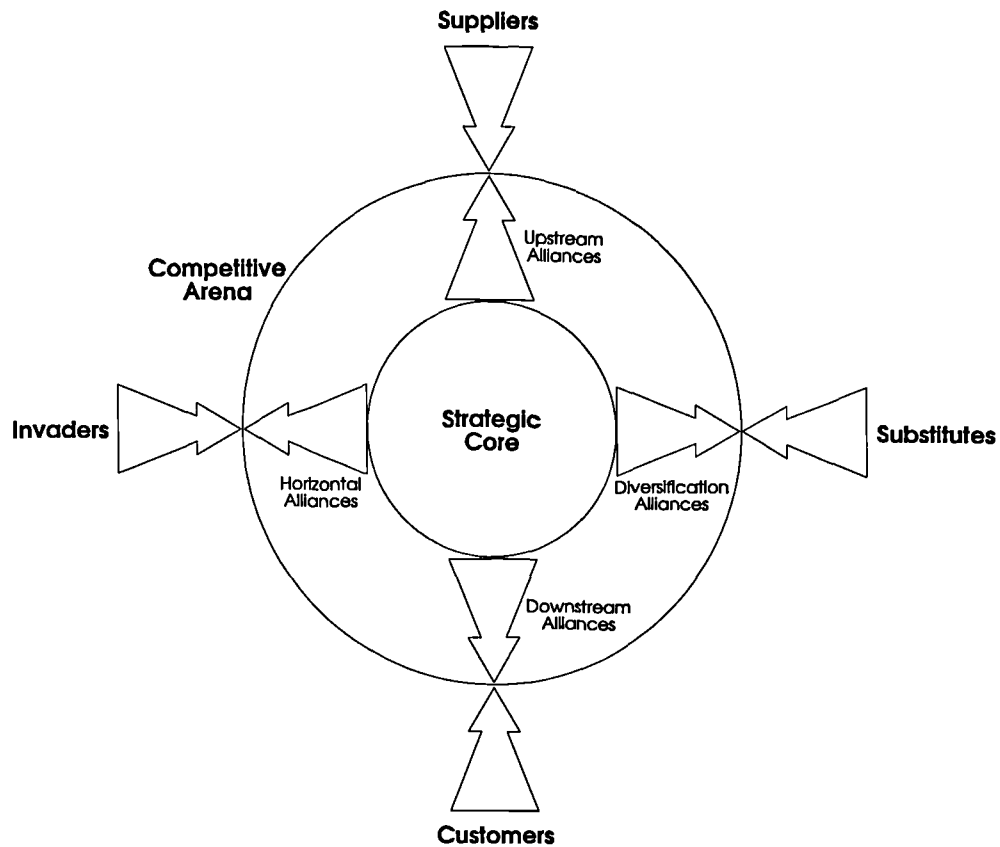 Suppliers
Upstream
Alliances
Competitive
Arena
Invaders
Strategic
Core
Substitutes
Horizontal
Alliances
Diversification
Alliances
Downstream
Alliances
Customers